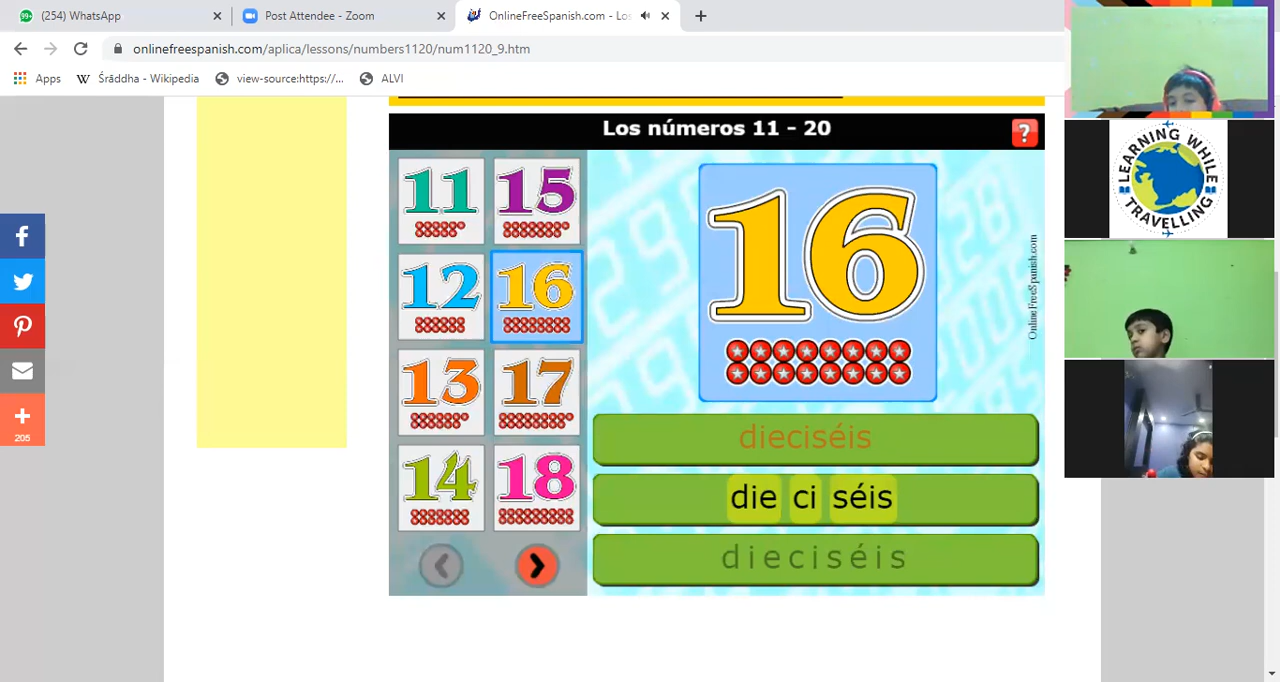 (254) WhatsApp
Post Attendee - Zoom
OnlineFreeSpanish.com - Los
onlinefreespanish.com/aplica/lessons/numbers1120/num1120_9.htm
Apps
W
Śrāddha - Wikipedia
view-source:https://...
ALVI
Los números 11 - 20
?
11
15
12
16
13
17
14
18
16
OnlineFreeSpanish.com
dieciséis
die ci séis
dieciséis
205
LEARNING WHILE
TRAVELLING